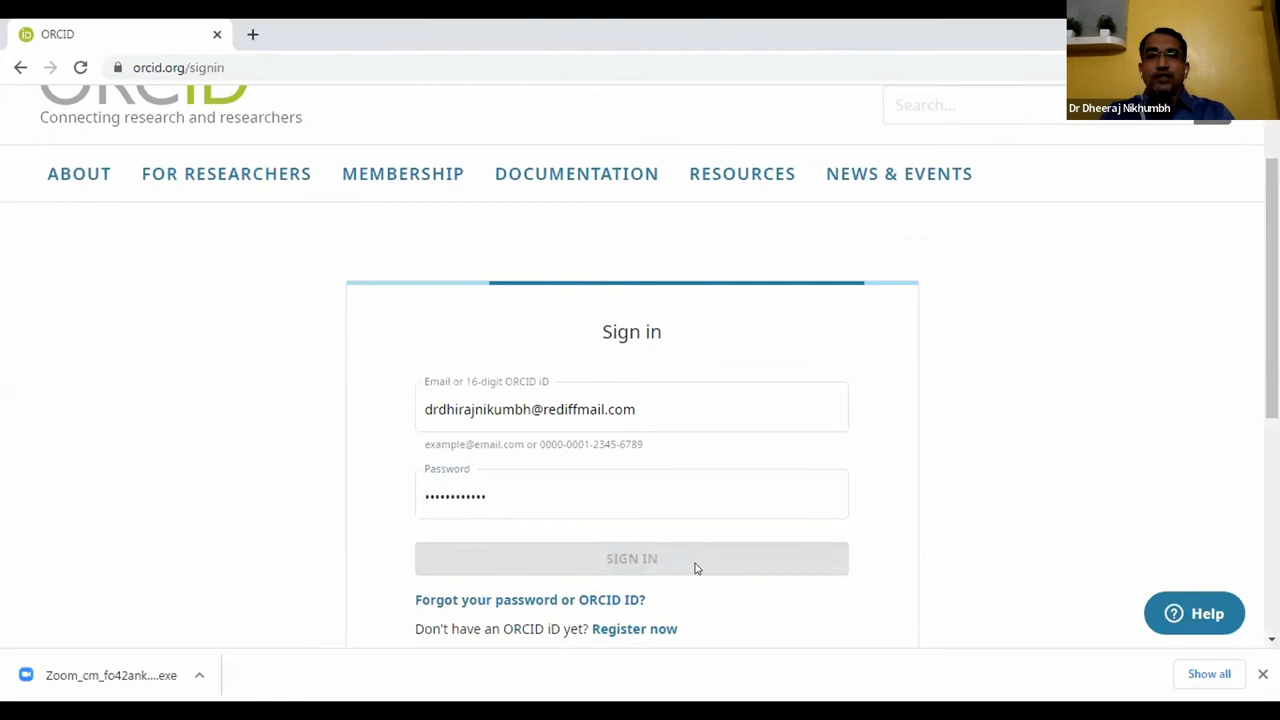 ORCID
orcid.org/signin
Dr Dheeraj Nikhumbh
ORCID
Connecting research and researchers
Search...
ABOUT FOR RESEARCHERS MEMBERSHIP DOCUMENTATION RESOURCES NEWS & EVENTS
Sign in
Email or 16-digit ORCID iD
drdhirajnikumbh@rediffmail.com
example@email.com or 0000-0001-2345-6789
Password
••••••••••••
SIGN IN
Forgot your password or ORCID ID?
Don't have an ORCID iD yet? Register now
Help
Zoom_cm_fo42ank....exe
Show all